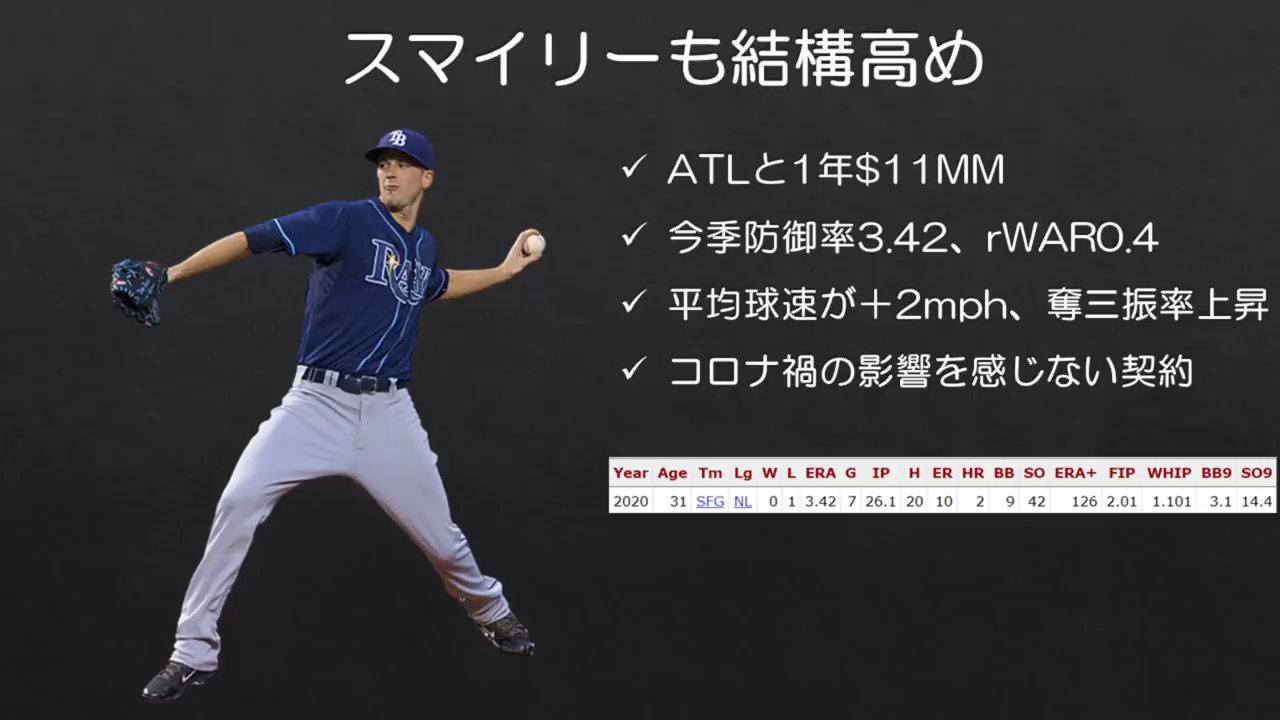 スマイリーも結構高め
TB
RAYS
✓ ATLと1年$11MM
✓ 今季防御率3.42、rWAR0.4
✓ 平均球速が＋2mph、奪三振率上昇
✓ コロナ禍の影響を感じない契約
Year Age Tm Lg W L ERA G IP H ER HR BB SO ERA+ FIP WHIP BB9 SO9
2020 31 SFG NL 0 1 3.42 7 26.1 20 10 2 9 42 126 2.01 1.101 3.1 14.4